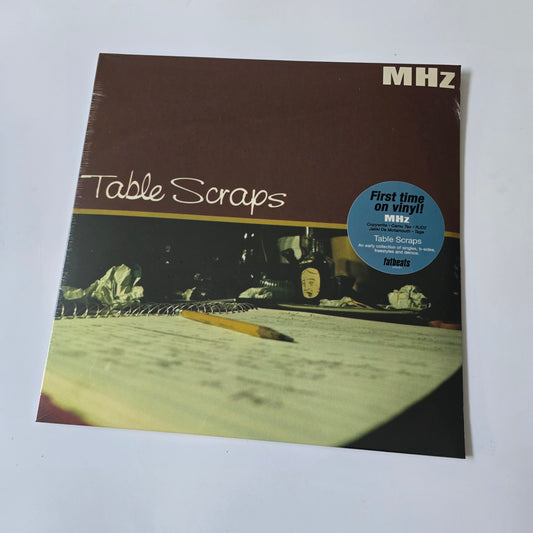 MHz
Table Scraps
First time
on vinyl!
MHz
Copywrite • Camu Tao • RJD2
Jakki Da Motamouth • Tage
Table Scraps
An early collection of singles, b-sides,
freestyles and demos.
fatbeats